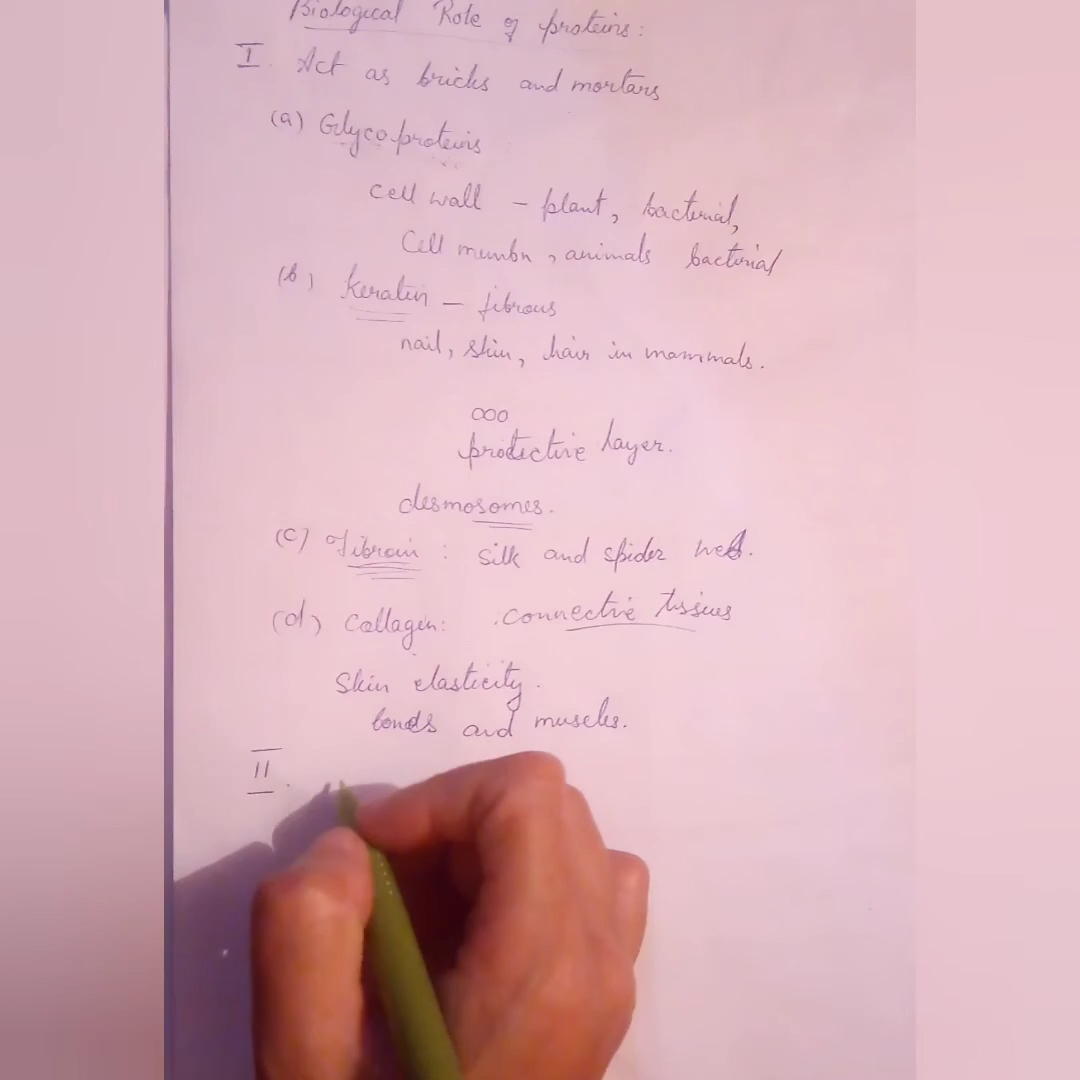 Biological Role of proteins:
I. Act as bricks and mortars
(a) Glycoproteins
Cell wall - plant, bacterial,
Cell membn, animals bacterial
(b) Keratin - fibrous
nail, skin, hair in mammals.
protective layer.
desmosomes.
(c) Fibroin: silk and spider web.
(d) Collagen: connective tissues
Skin elasticity.
and muscles.
II.